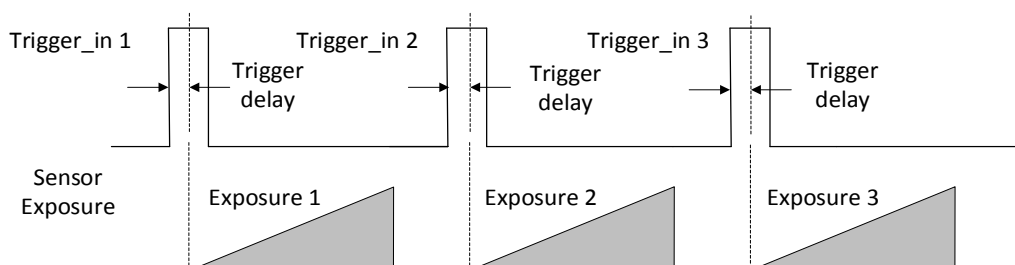 Trigger_in 1
Trigger_in 2
Trigger_in 3
Trigger
delay
Trigger
delay
Trigger
delay
Sensor
Exposure
Exposure 1
Exposure 2
Exposure 3